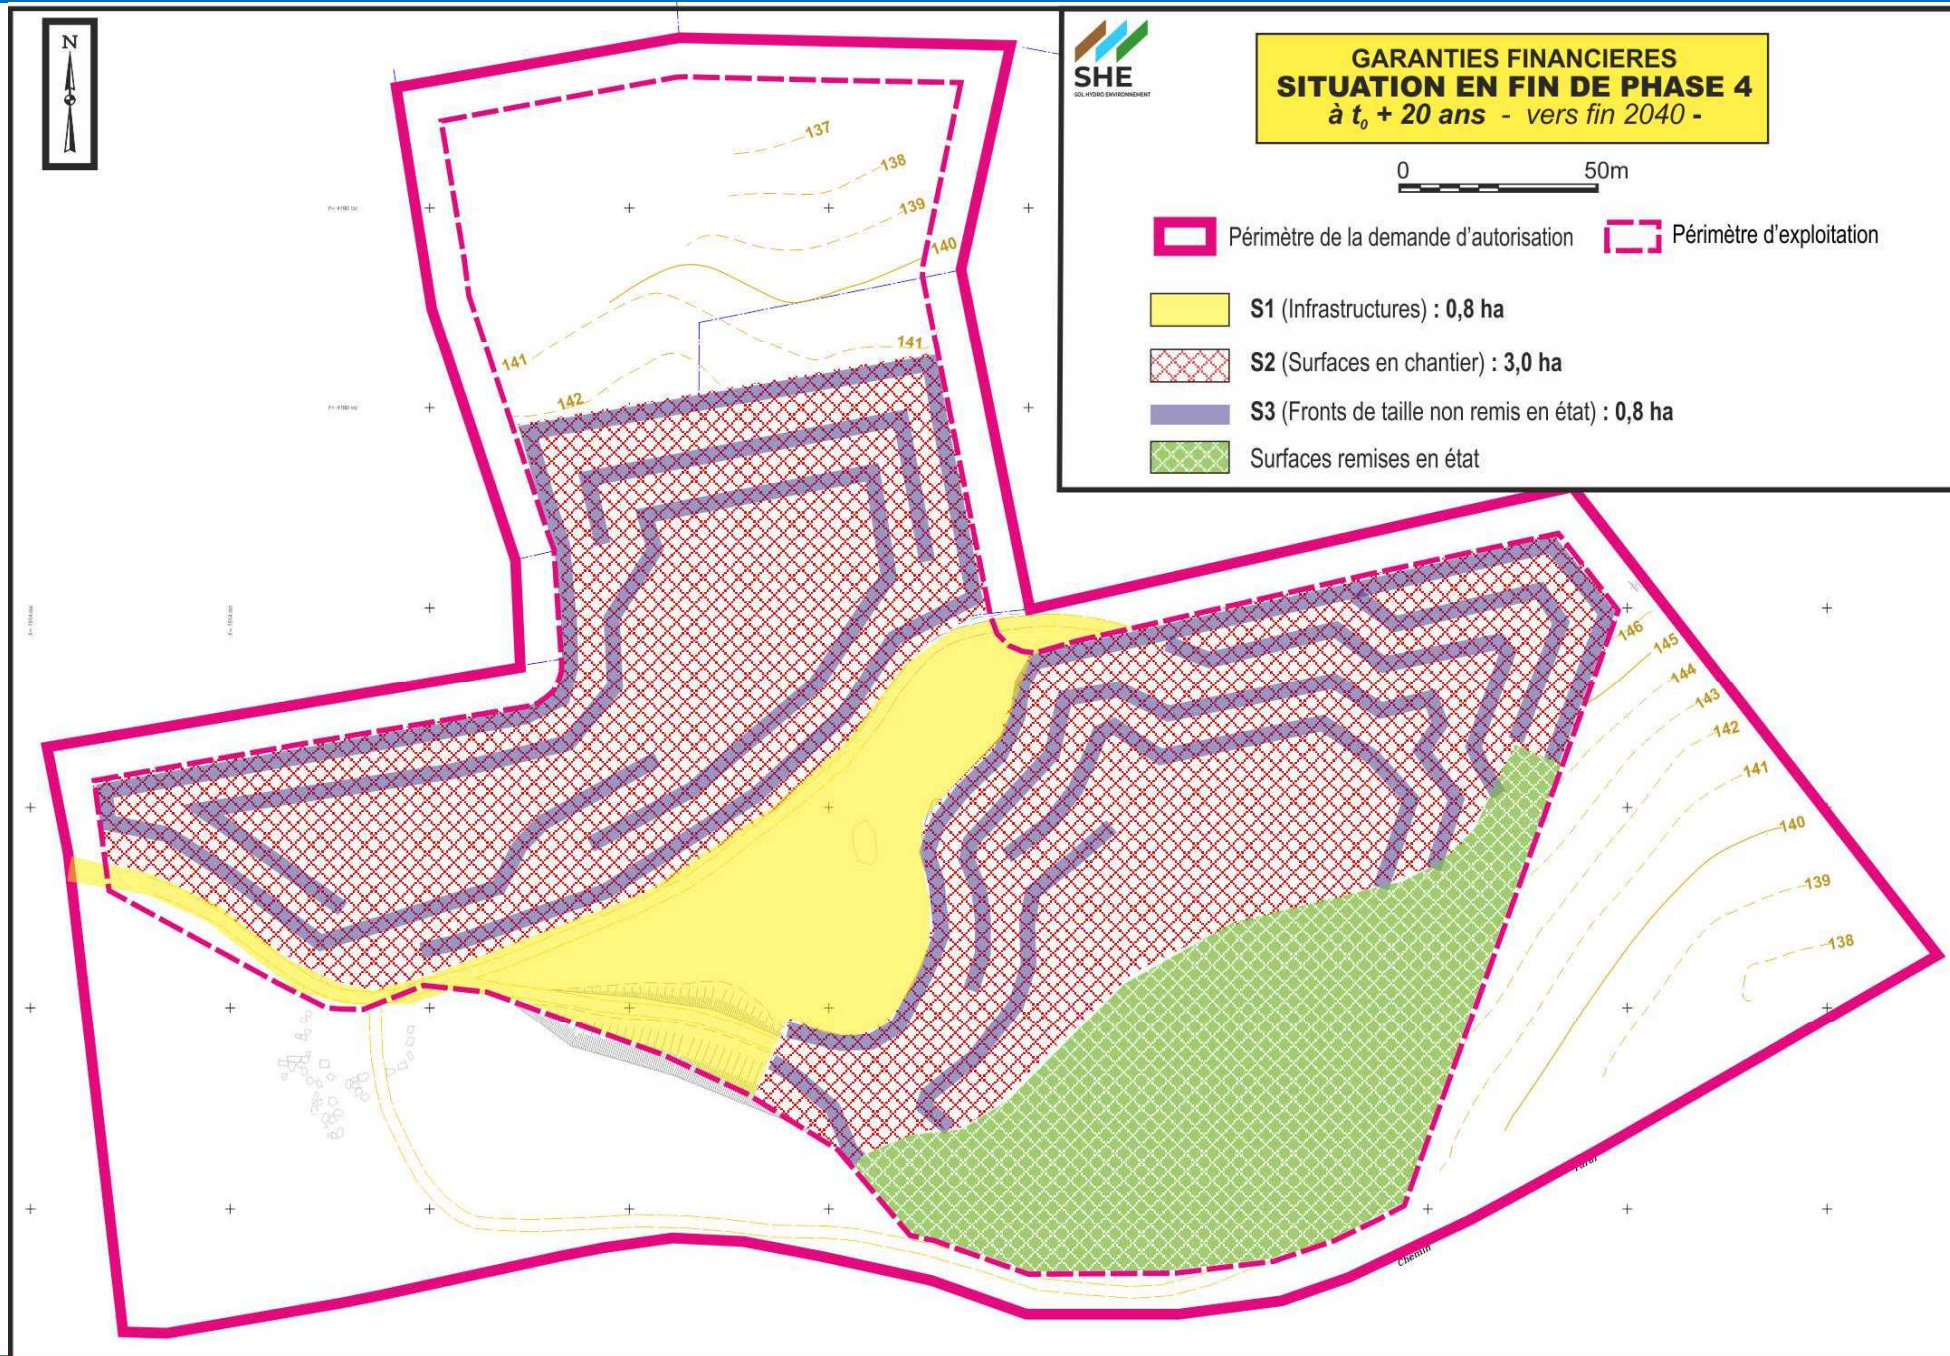 N
SHE
SOL HYDRO ENVIRONNEMENT
GARANTIES FINANCIERES
SITUATION EN FIN DE PHASE 4
à t0 + 20 ans - vers fin 2040 -
0 50m
Périmètre de la demande d'autorisation
Périmètre d'exploitation
S1 (Infrastructures) : 0,8 ha
S2 (Surfaces en chantier) : 3,0 ha
S3 (Fronts de taille non remis en état) : 0,8 ha
Surfaces remises en état
137
138
139
140
141
141
142
146
145
144
143
142
141
140
139
138
Chemin